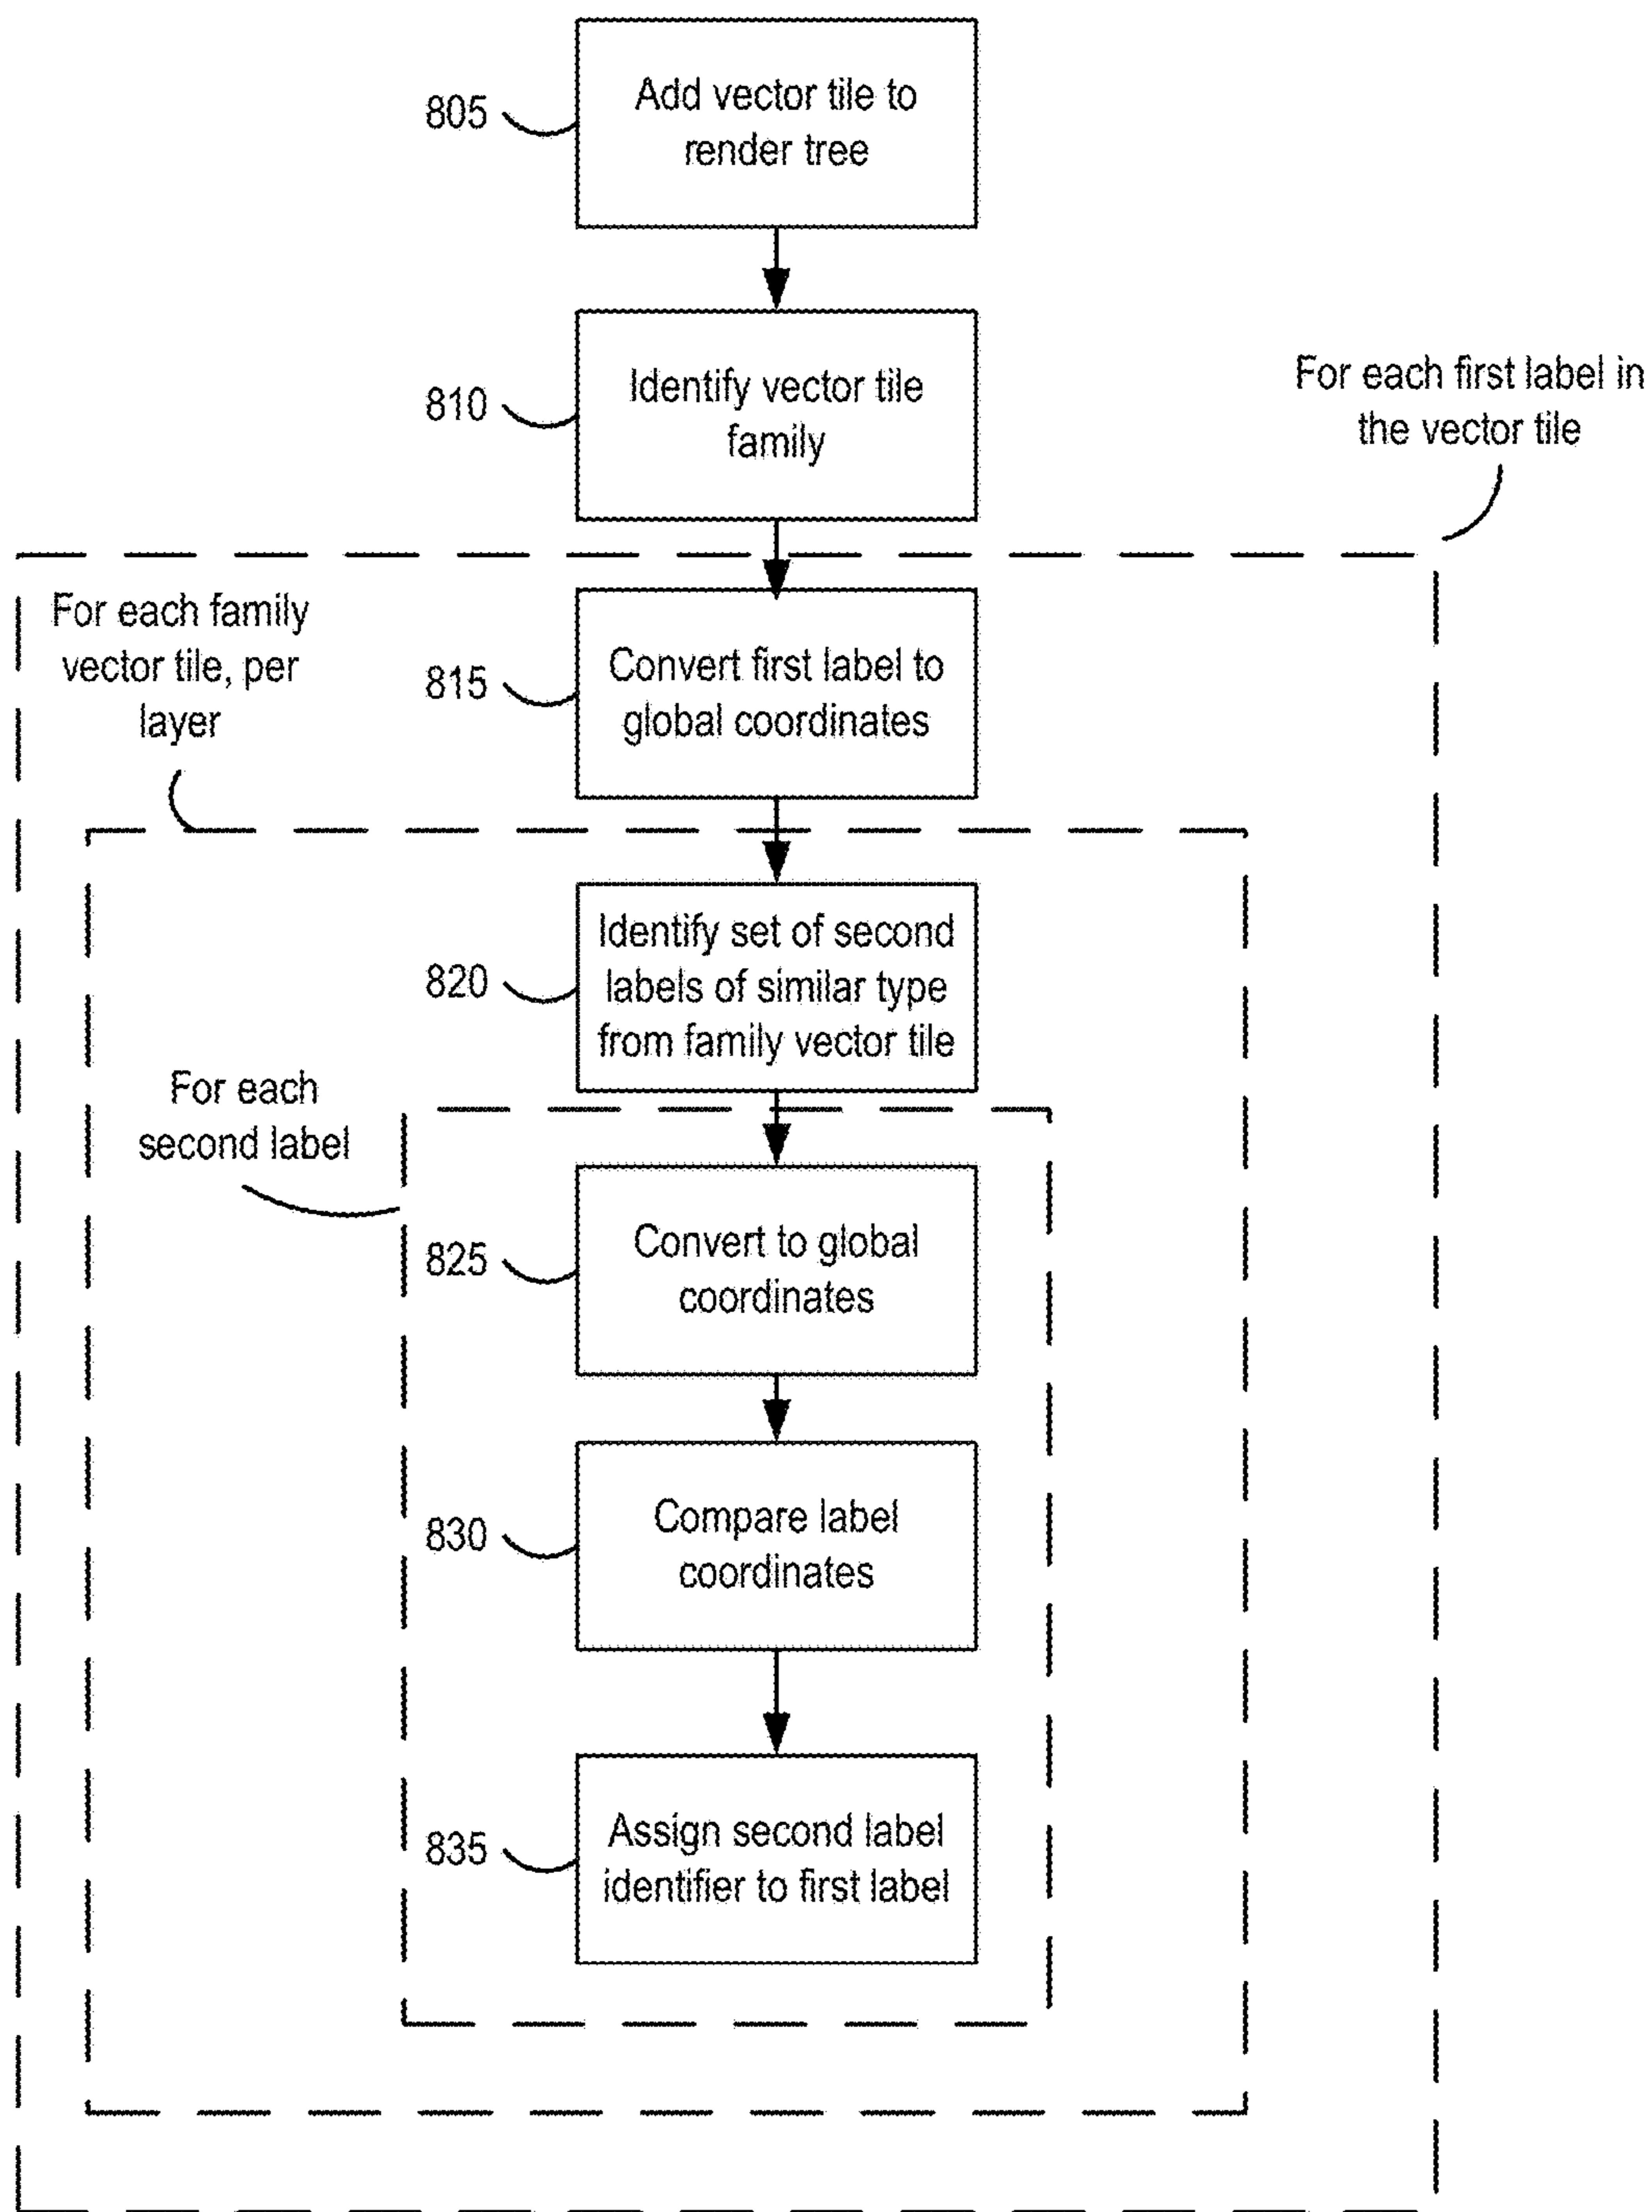 805
Add vector tile to
render tree
810
Identify vector tile
family
For each first label in
the vector tile
For each family
vector tile, per
layer
815
Convert first label to
global coordinates
820
Identify set of second
labels of similar type
from family vector tile
For each
second label
825
Convert to global
coordinates
830
Compare label
coordinates
835
Assign second label
identifier to first label